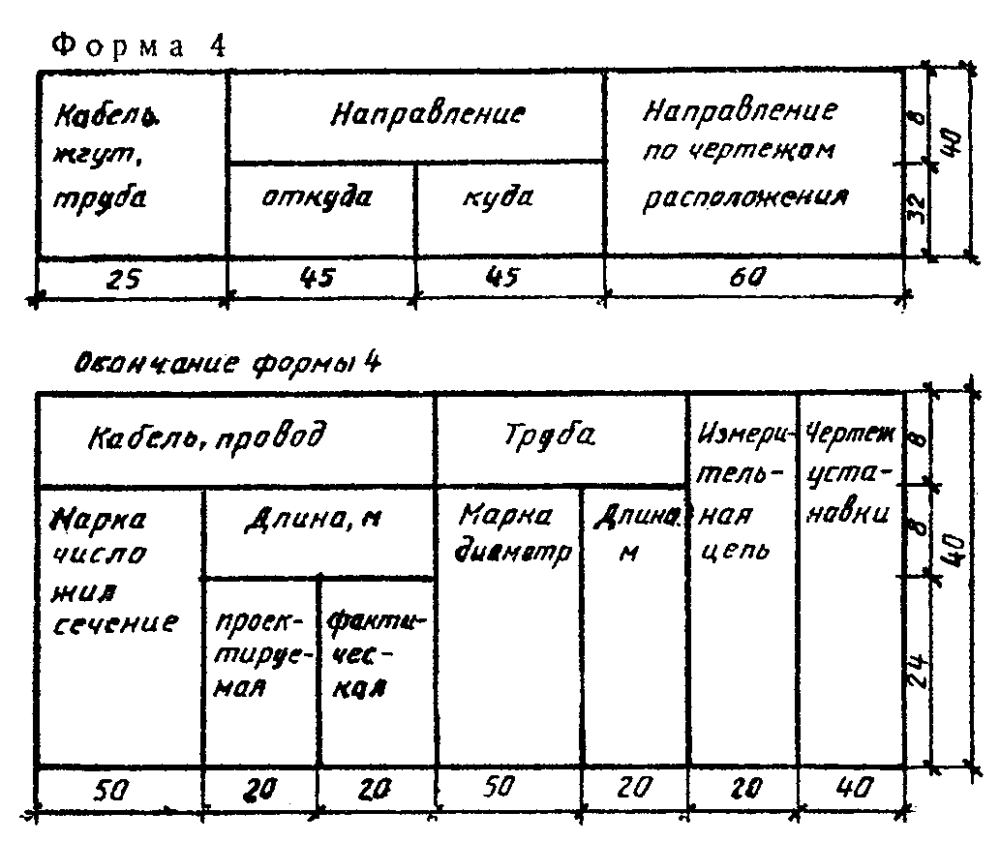 Форма 4
Кабель.
жгут,
труба
Направление
откуда
куда
Направление
по чертежам
расположения
8
32
40
25
45
45
60
Окончание формы 4
Кабель, провод
Труба
Измери-
тель-
ная
цепь
Чертеж
уста-
новки
Марка
число
жил
сечение
Длина, м
проек-
тируе-
мая
факти-
чес-
кая
Марка
диаметр
Длина.
м
8
8
24
40
50
20
20
50
20
20
40